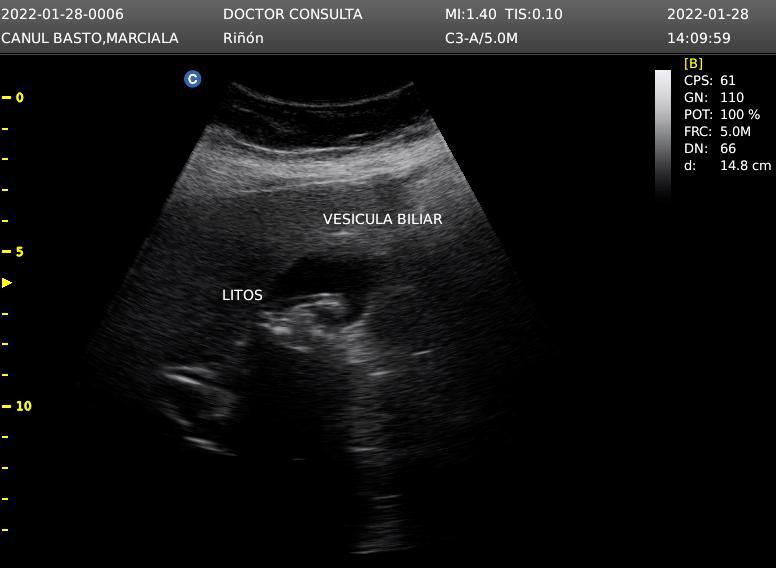 2022-01-28-0006 DOCTOR CONSULTA MI:1.40 TIS:0.10 2022-01-28
CANUL BASTO,MARCIALA Riñón C3-A/5.0M 14:09:59
C
[B]
CPS: 61
GN: 110
POT: 100 %
FRC: 5.0M
DN: 66
d: 14.8 cm
0
VESICULA BILIAR
5
LITOS
10